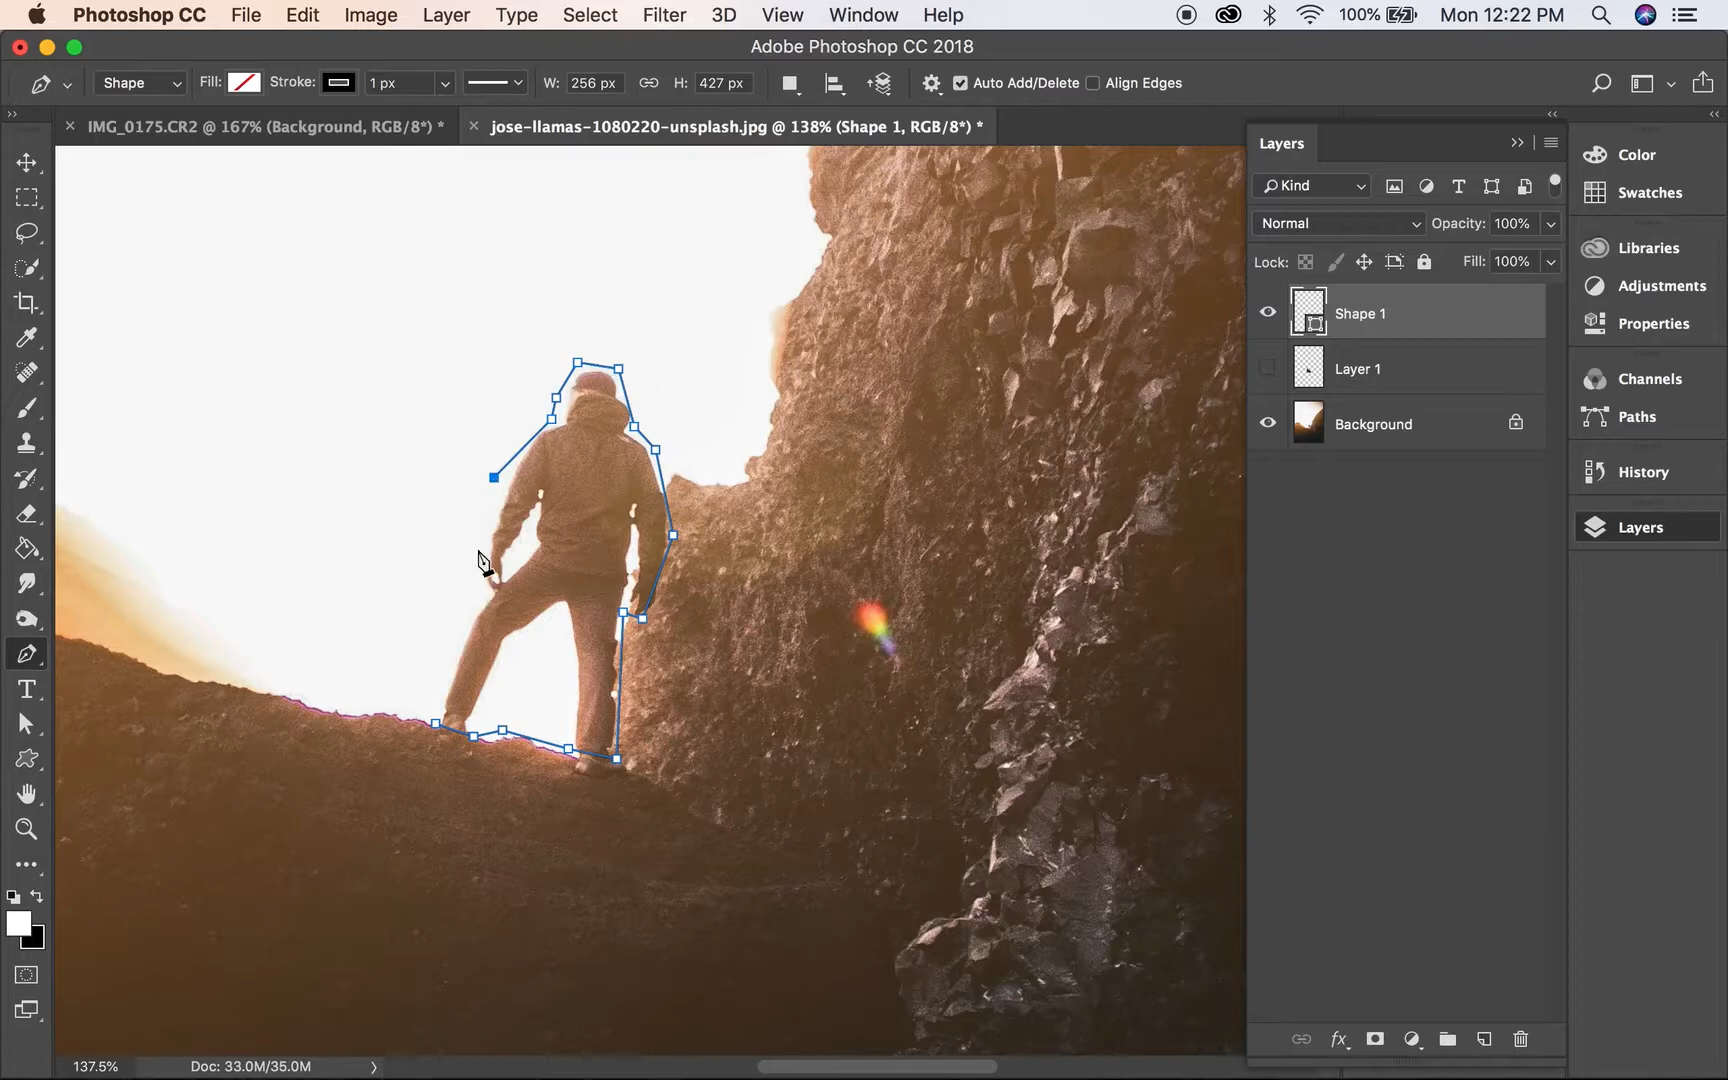 Photoshop CC File Edit Image Layer Type Select Filter 3D View Window Help 100% Mon 12:22 PM
Adobe Photoshop CC 2018
Shape Fill: Stroke: 1 px W: 256 px H: 427 px Auto Add/Delete Align Edges
IMG_0175.CR2 @ 167% (Background, RGB/8*) * jose-llamas-1080220-unsplash.jpg @ 138% (Shape 1, RGB/8*) *
Layers
Kind
Normal Opacity: 100%
Lock: Fill: 100%
Shape 1
Layer 1
Background
Color
Swatches
Libraries
Adjustments
Properties
Channels
Paths
History
Layers
137.5% Doc: 33.0M/35.0M